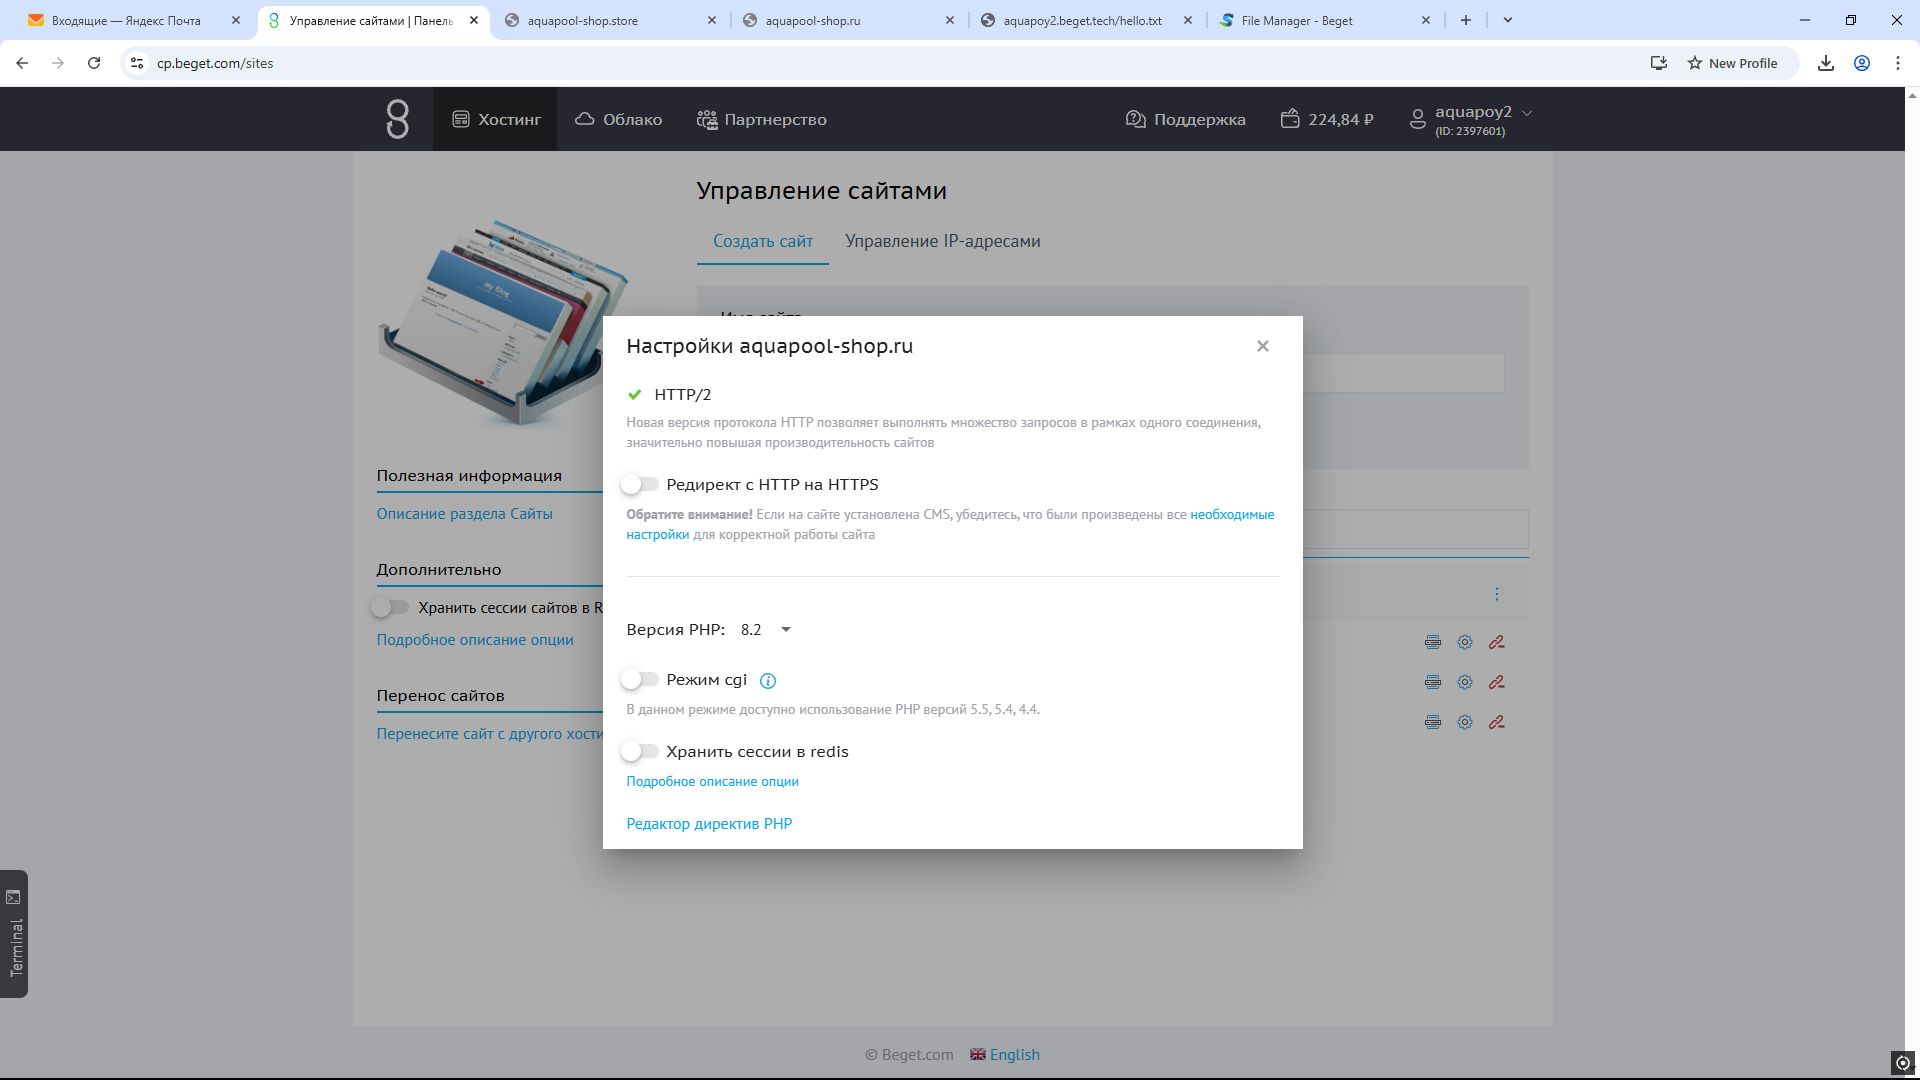 Входящие — Яндекс Почта
Управление сайтами | Панель
aquapool-shop.store
aquapool-shop.ru
aquapoy2.beget.tech/hello.txt
File Manager - Beget
cp.beget.com/sites
New Profile
Хостинг
Облако
Партнерство
Поддержка
224,84 ₽
aquapoy2
(ID: 2397601)
Управление сайтами
Создать сайт
Управление IP-адресами
Имя сайта
My Blog
Полезная информация
Описание раздела Сайты
Дополнительно
Хранить сессии сайтов в R
Подробное описание опции
Перенос сайтов
Перенесите сайт с другого хости
Настройки aquapool-shop.ru
HTTP/2
Новая версия протокола HTTP позволяет выполнять множество запросов в рамках одного соединения,
значительно повышая производительность сайтов
Редирект с HTTP на HTTPS
Обратите внимание! Если на сайте установлена CMS, убедитесь, что были произведены все необходимые
настройки для корректной работы сайта
Версия PHP: 8.2
Режим cgi
В данном режиме доступно использование PHP версий 5.5, 5.4, 4.4.
Хранить сессии в redis
Подробное описание опции
Редактор директив PHP
Terminal
© Beget.com
English